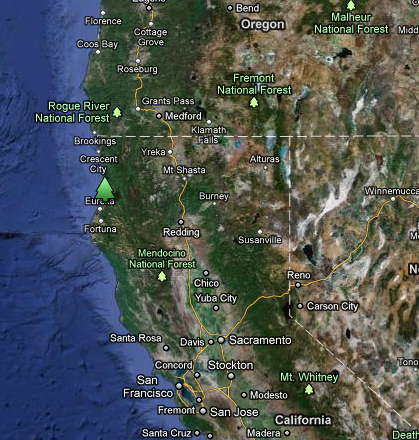 Bend
Malheur
National Forest
Florence
Oregon
Cottage
Grove
Coos Bay
Roseburg
Fremont
National Forest
Rogue River
National Forest
Grants Pass
Medford
Klamath
Falls
Brookings
Crescent
City
Yreka
Alturas
Mt Shasta
Winnemucca
Burney
Eureka
Fortuna
Redding
Susanville
Mendocino
National Forest
Chico
Reno
Yuba City
Carson City
Santa Rosa
Davis
Sacramento
Concord
Stockton
San
Francisco
Mt. Whitney
Modesto
Fremont
San Jose
California
Santa Cruz
Madera
Death